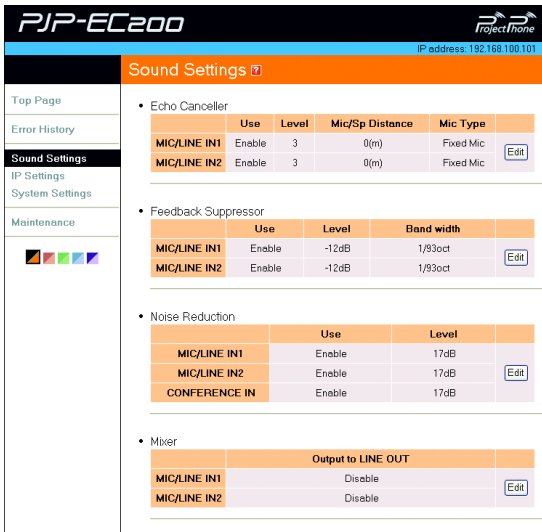 PJP-EC200
ProjectPhone
IP address: 192.168.100.101
Sound Settings ?
Top Page
Error History
Sound Settings
IP Settings
System Settings
Maintenance
• Echo Canceller
Use Level Mic/Sp Distance Mic Type
MIC/LINE IN1 Enable 3 0(m) Fixed Mic
MIC/LINE IN2 Enable 3 0(m) Fixed Mic
Edit
• Feedback Suppressor
Use Level Band width
MIC/LINE IN1 Enable -12dB 1/93oct
MIC/LINE IN2 Enable -12dB 1/93oct
Edit
• Noise Reduction
Use Level
MIC/LINE IN1 Enable 17dB
MIC/LINE IN2 Enable 17dB
CONFERENCE IN Enable 17dB
Edit
• Mixer
Output to LINE OUT
MIC/LINE IN1 Disable
MIC/LINE IN2 Disable
Edit